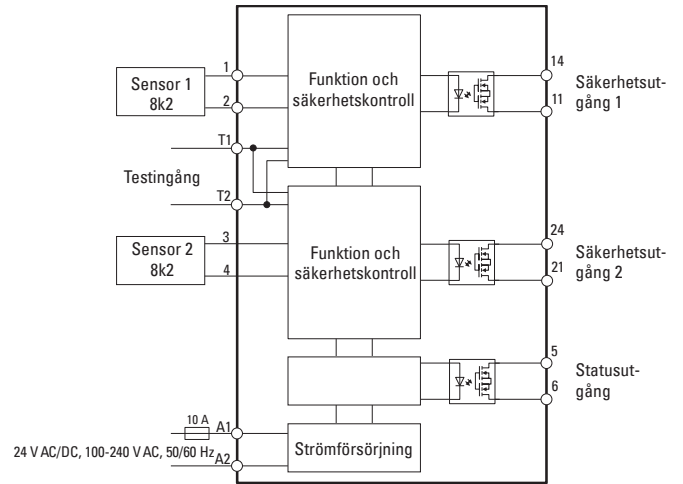 1
Sensor 1
8k2
2
Funktion och
säkerhetskontroll
14
11
Säkerhetsut-
gång 1
T1
Testingång
T2
3
Sensor 2
8k2
4
Funktion och
säkerhetskontroll
24
21
Säkerhetsut-
gång 2
5
6
Statusut-
gång
10 A
A1
24 V AC/DC, 100-240 V AC, 50/60 Hz
A2
Strömförsörjning